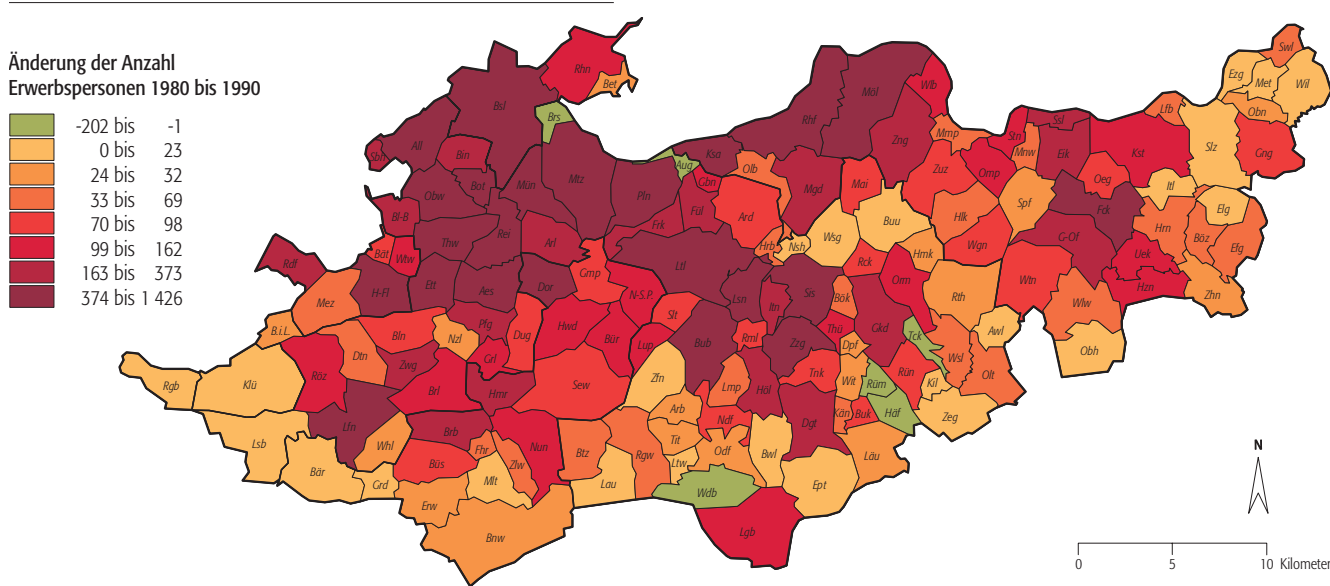 Änderung der Anzahl
Erwerbspersonen 1980 bis 1990
-202 bis -1
0 bis 23
24 bis 32
33 bis 69
70 bis 98
99 bis 162
163 bis 373
374 bis 1 426
Swl
Ezg Met Wil
Rhn Bet
Obn
Bsl Möl Wlb Lfb
Brs Rhf Ssl
Zng Mmp Stn Slz Gng
All Mnw Eik Kst
Sbh Bin Ksa
Aug Olb Omp
Mün Mtz Gbn Mgd Mai Zuz Oeg Itl
Obw Bot Pln Spf
Fül Elg
Bl-B Ard Buu Hlk Fck
Frk Hrn Böz
Rei Wsg G-Of Efg
Thw Arl Hrb Nsh Wgn
Bät Wtw Hmk Uek
Rdf Ltl Rck
Gmp Wtn Hzn
H-Fl Ett Aes Dor Lsn Itn Sis Orm Zhn
Mez N-S.P. Bök Rth Wlw
Slt
B.i.L. Pfg Thü Gkd Awl
Bln Nzl Dug Hwd Bür Rml Tck
Dtn Grl Lup Bub Zzg Dpf Wsl Obh
Zwg
Rgb Klü Röz Tnk Rün
Zfn Wit Olt
Brl Hmr Sew Lmp Höl Rüm Kil
Häf
Lfn Arb Kän Buk Zeg
Ndf Dgt
Lsb Brb
Whl Fhr Nun Tit
Btz Rgw Odf Bwl Läu
Bär Büs Zlw Ltw
Grd Mlt Lau Ept
Wdb
Erw
Lgb
Bnw
N
0 5 10 Kilometer